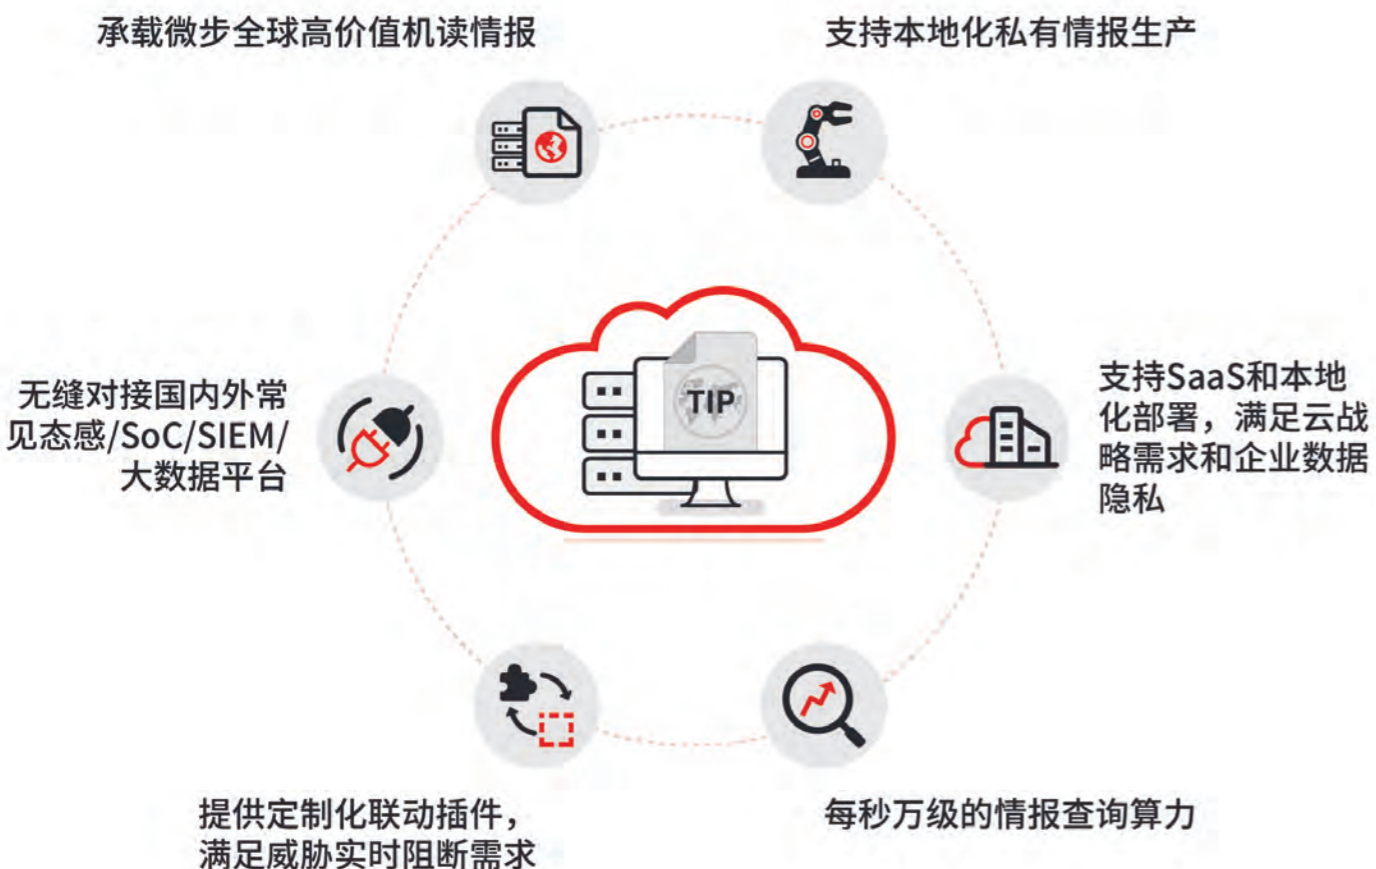 承载微步全球高价值机读情报
支持本地化私有情报生产
无缝对接国内外常
见态感/SoC/SIEM/
大数据平台
TIP
支持SaaS和本地
化部署，满足云战
略需求和企业数据
隐私
提供定制化联动插件，
满足威胁实时阻断需求
每秒万级的情报查询算力